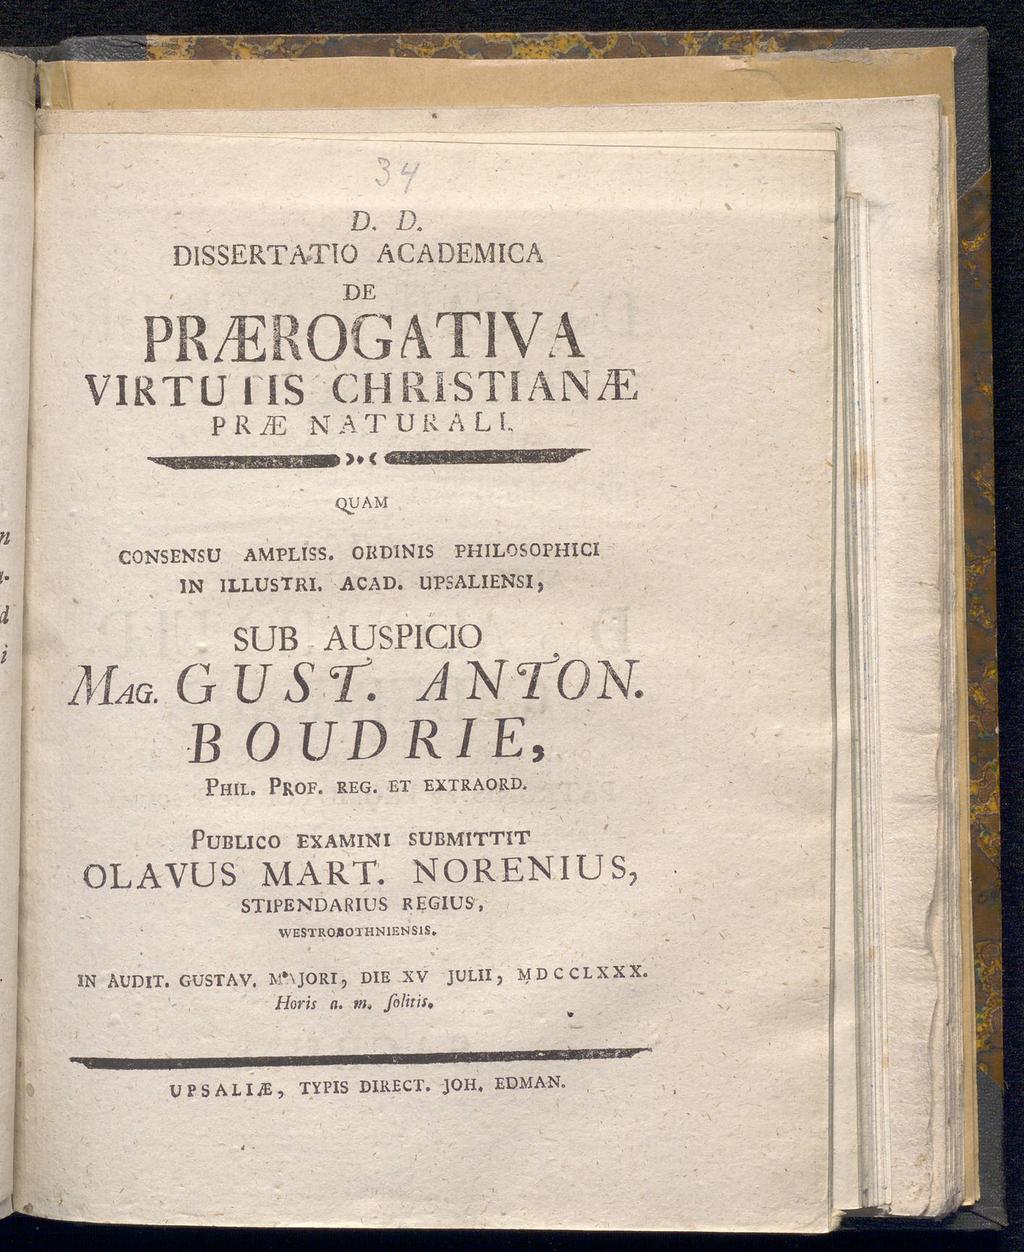 34
D. D.
DISSERTATIO ACADEMICA
DE
PRÆROGATIVA
VIRTUTIS CHRISTIANÆ
PRÆ NATURALI,
QUAM
CONSENSU AMPLISS. ORDINIS PHILOSOPHICI
IN ILLUSTRI. ACAD. UPSALIENSI,
SUB AUSPICIO
MAG. GUST. ANTON.
BOUDRIE,
PHIL. PROF. REG. ET EXTRAORD.
PUBLICO EXAMINI SUBMITTIT
OLAVUS MART. NORENIUS,
STIPENDARIUS REGIUS,
WESTROBOTHNIENSIS.
IN AUDIT. GUSTAV. MAJORI, DIE XV JULII, MDCCLXXX.
Horis a. m. ſolitis.
UPSALIÆ, TYPIS DIRECT. JOH. EDMAN.